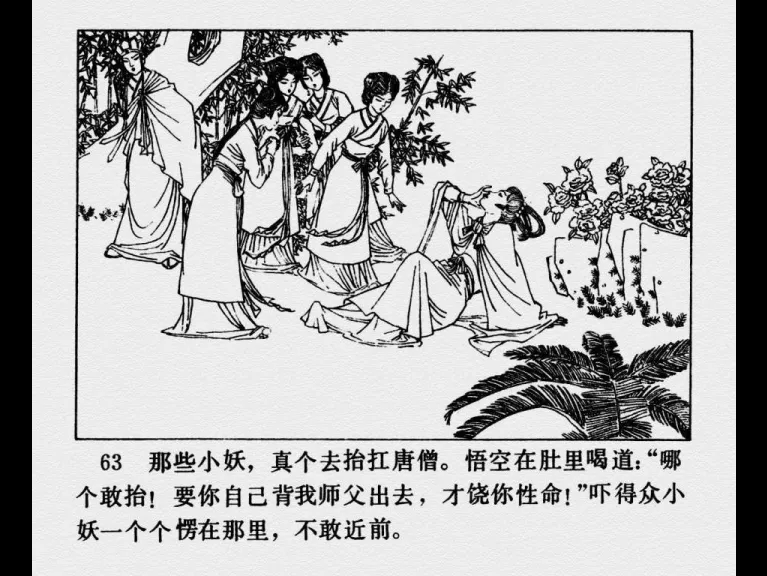 63 那些小妖，真个去抬扛唐僧。悟空在肚里喝道：“哪
个敢抬！要你自己背我师父出去，才饶你性命！”吓得众小
妖一个个愣在那里，不敢近前。